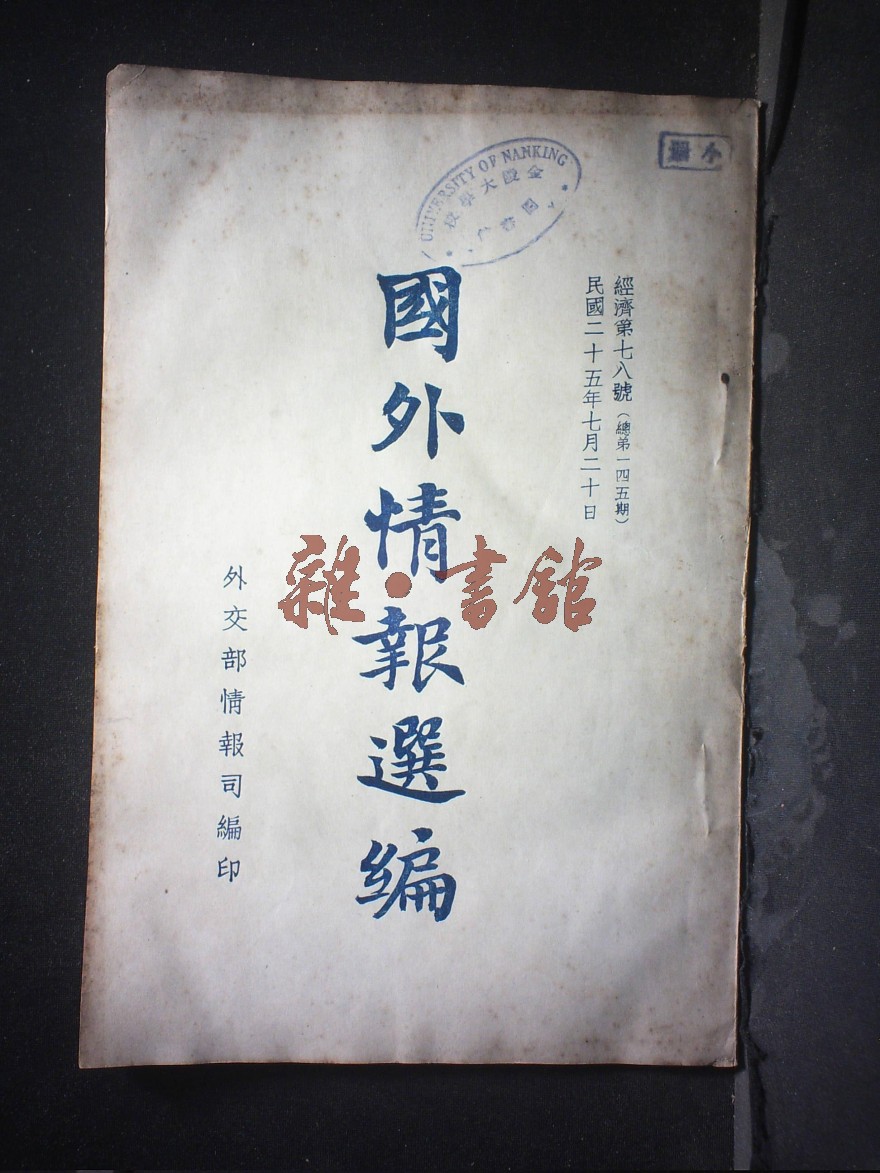 經濟第七八號（總第一四五期）
民國二十五年七月二十日
國外情報選編
外交部情報司編印
UNIVERSITY OF NANKING
金陵大學校
雜·書館